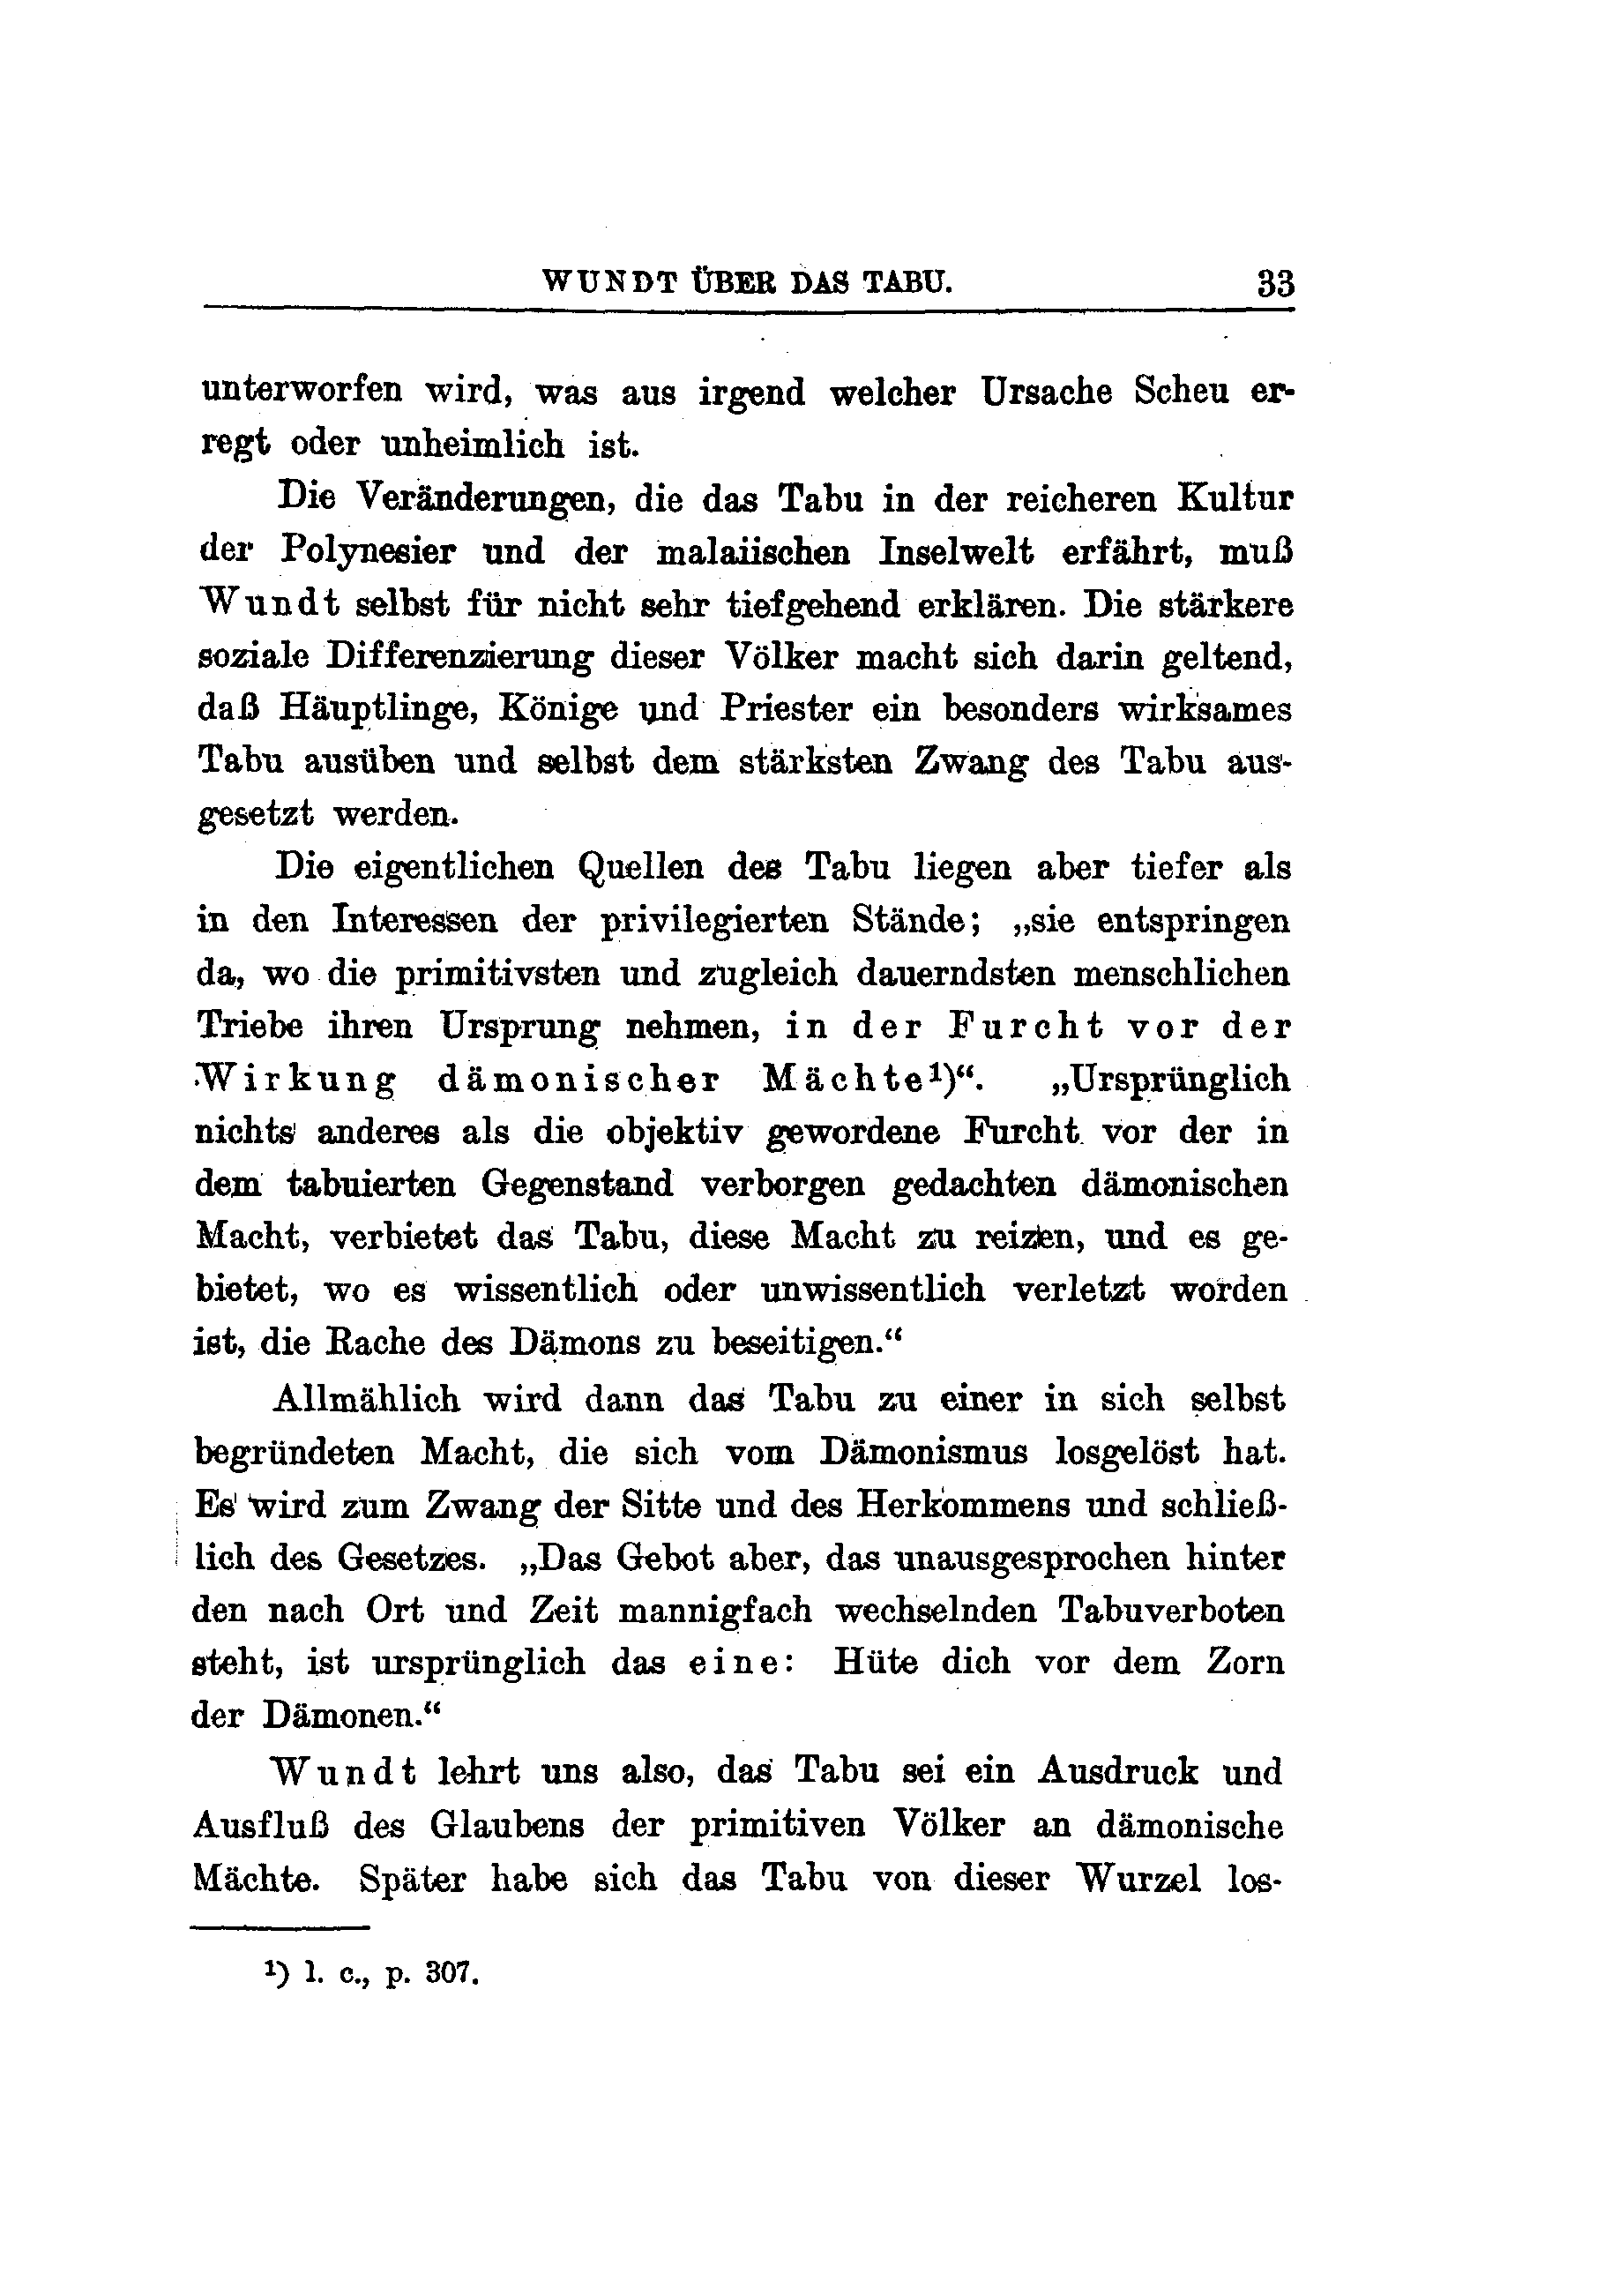 WUNDT ÜBER DAS TABU. 33
unterworfen wird, was aus irgend welcher Ursache Scheu er-
regt oder unheimlich ist.
Die Veränderungen, die das Tabu in der reicheren Kultur
der Polynesier und der malaiischen Inselwelt erfährt, muß
Wundt selbst für nicht sehr tiefgehend erklären. Die stärkere
soziale Differenzierung dieser Völker macht sich darin geltend,
daß Häuptlinge, Könige und Priester ein besonders wirksames
Tabu ausüben und selbst dem stärksten Zwang des Tabu aus-
gesetzt werden.
Die eigentlichen Quellen des Tabu liegen aber tiefer als
in den Interessen der privilegierten Stände; „sie entspringen
da, wo die primitivsten und zugleich dauerndsten menschlichen
Triebe ihren Ursprung nehmen, in der Furcht vor der
Wirkung dämonischer Mächte¹)“. „Ursprünglich
nichts anderes als die objektiv gewordene Furcht vor der in
dem tabuierten Gegenstand verborgen gedachten dämonischen
Macht, verbietet das Tabu, diese Macht zu reizen, und es ge-
bietet, wo es wissentlich oder unwissentlich verletzt worden
ist, die Rache des Dämons zu beseitigen.“
Allmählich wird dann das Tabu zu einer in sich selbst
begründeten Macht, die sich vom Dämonismus losgelöst hat.
Es wird zum Zwang der Sitte und des Herkommens und schließ-
lich des Gesetzes. „Das Gebot aber, das unausgesprochen hinter
den nach Ort und Zeit mannigfach wechselnden Tabuverboten
steht, ist ursprünglich das eine: Hüte dich vor dem Zorn
der Dämonen.“
Wundt lehrt uns also, das Tabu sei ein Ausdruck und
Ausfluß des Glaubens der primitiven Völker an dämonische
Mächte. Später habe sich das Tabu von dieser Wurzel los-
¹) l. c., p. 307.